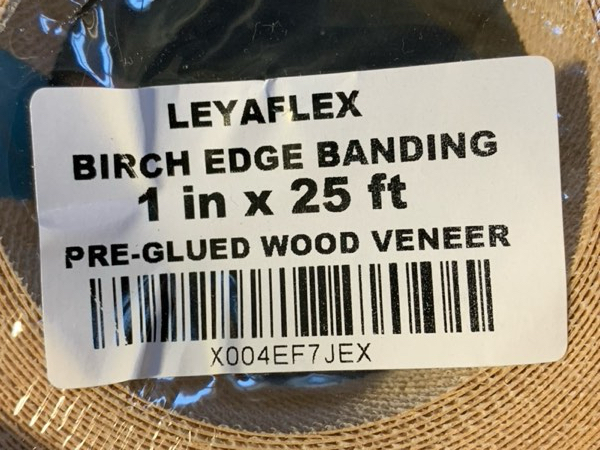 LEYAFLEX
BIRCH EDGE BANDING
1 in x 25 ft
PRE-GLUED WOOD VENEER
X004EF7JEX